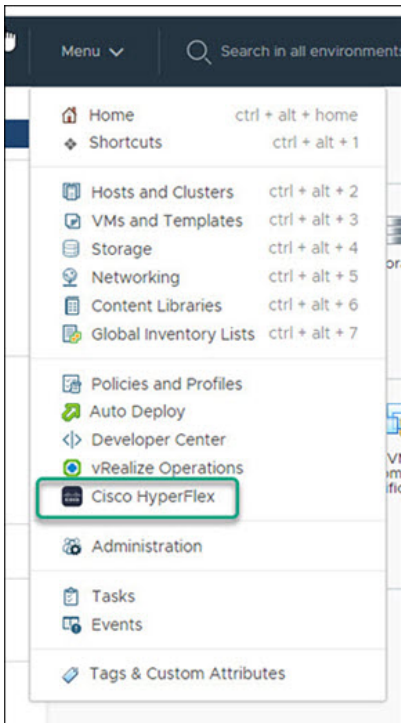 Menu
Search in all environments
Home ctrl + alt + home
Shortcuts ctrl + alt + 1
Hosts and Clusters ctrl + alt + 2
VMs and Templates ctrl + alt + 3
Storage ctrl + alt + 4
Networking ctrl + alt + 5
Content Libraries ctrl + alt + 6
Global Inventory Lists ctrl + alt + 7
Policies and Profiles
Auto Deploy
Developer Center
vRealize Operations
Cisco HyperFlex
Administration
Tasks
Events
Tags & Custom Attributes